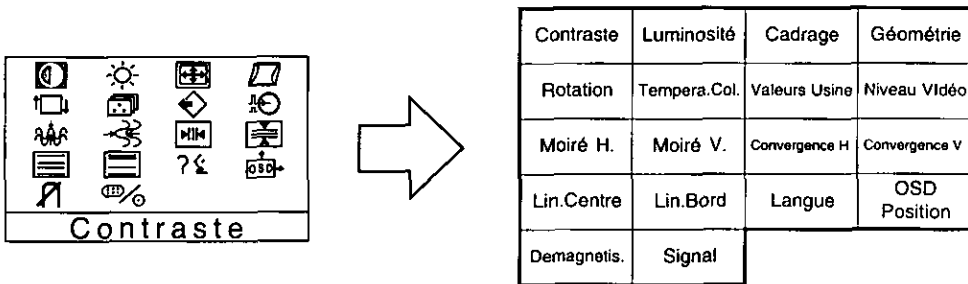 Contraste Luminosité Cadrage Géométrie
Rotation Tempera.Col. Valeurs Usine Niveau VIdéo
Moiré H. Moiré V. Convergence H Convergence V
Lin.Centre Lin.Bord Langue OSD
Position
Demagnetis. Signal
OSD
Contraste